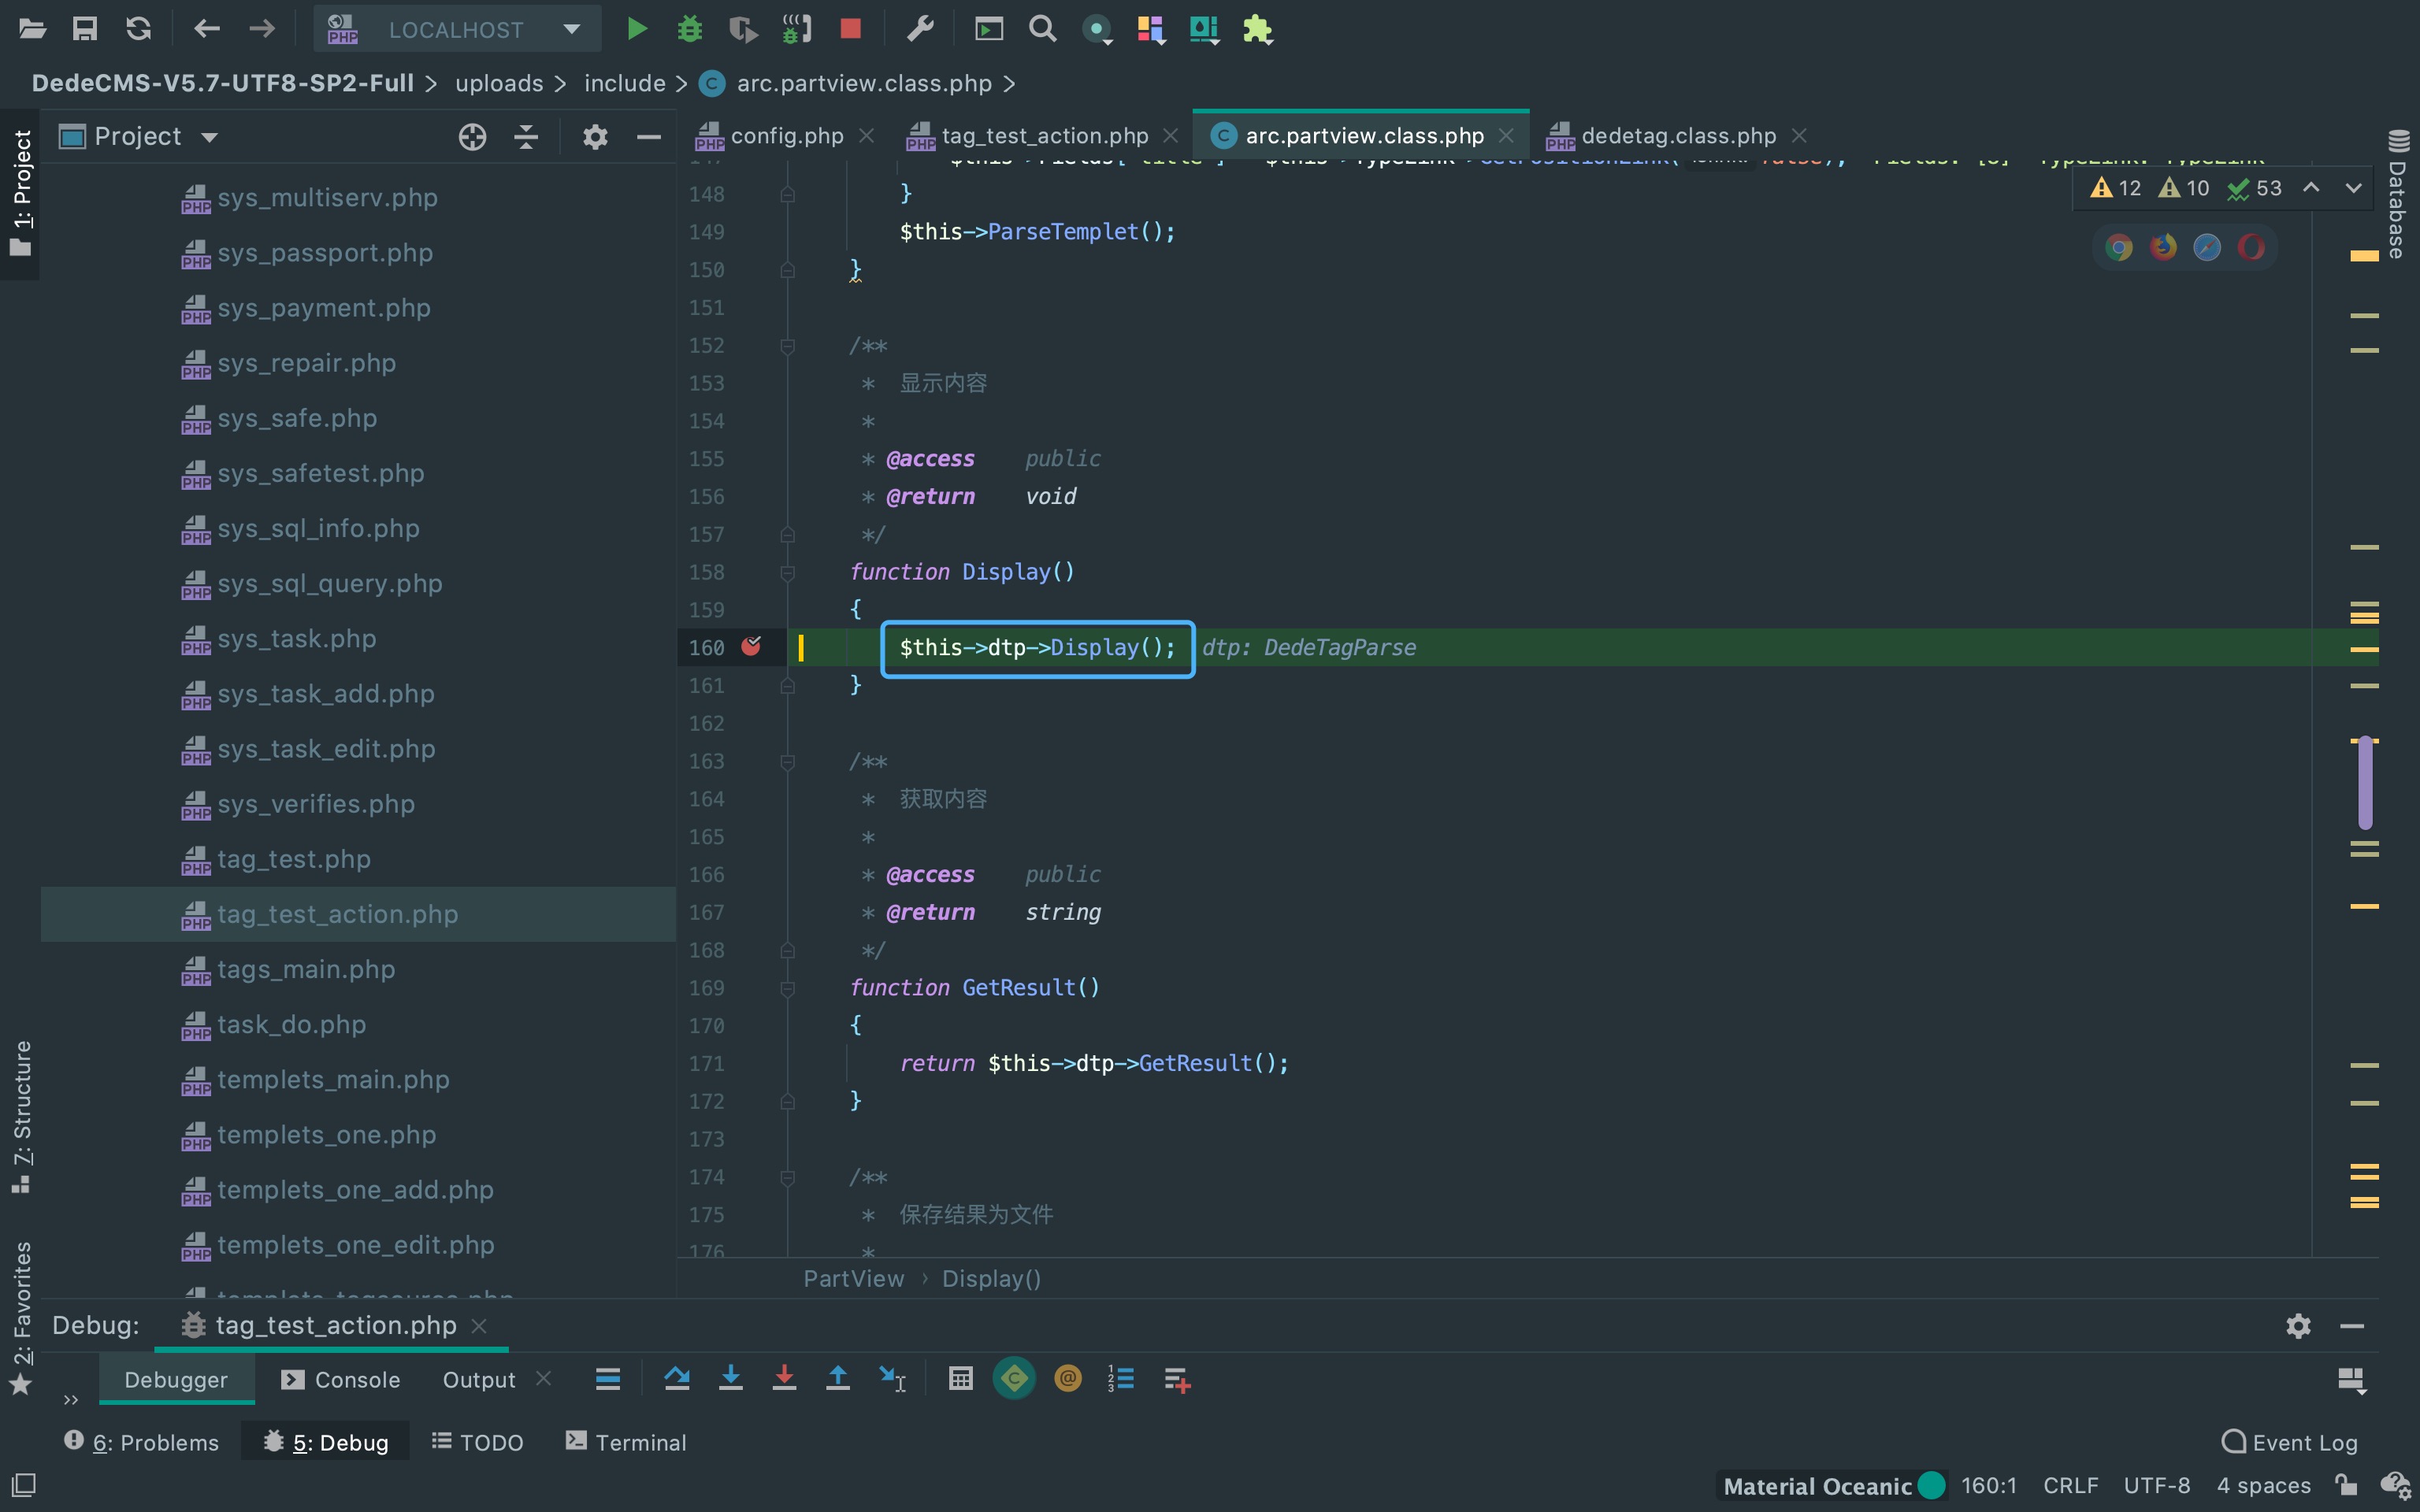 LOCALHOST
DedeCMS-V5.7-UTF8-SP2-Full > uploads > include > arc.partview.class.php >
1: Project
Project
sys_multiserv.php
sys_passport.php
sys_payment.php
sys_repair.php
sys_safe.php
sys_safetest.php
sys_sql_info.php
sys_sql_query.php
sys_task.php
sys_task_add.php
sys_task_edit.php
sys_verifies.php
tag_test.php
tag_test_action.php
tags_main.php
task_do.php
templets_main.php
templets_one.php
templets_one_add.php
templets_one_edit.php
7: Structure
2: Favorites
config.php
tag_test_action.php
arc.partview.class.php
dedetag.class.php
12 10 53
Database
148 }
149 $this->ParseTemplet();
150 }
151
152 /**
153 * 显示内容
154 *
155 * @access public
156 * @return void
157 */
158 function Display()
159 {
160 $this->dtp->Display(); dtp: DedeTagParse
161 }
162
163 /**
164 * 获取内容
165 *
166 * @access public
167 * @return string
168 */
169 function GetResult()
170 {
171 return $this->dtp->GetResult();
172 }
173
174 /**
175 * 保存结果为文件
176 *
PartView › Display()
Debug: tag_test_action.php
Debugger Console Output
6: Problems 5: Debug TODO Terminal Event Log
Material Oceanic 160:1 CRLF UTF-8 4 spaces